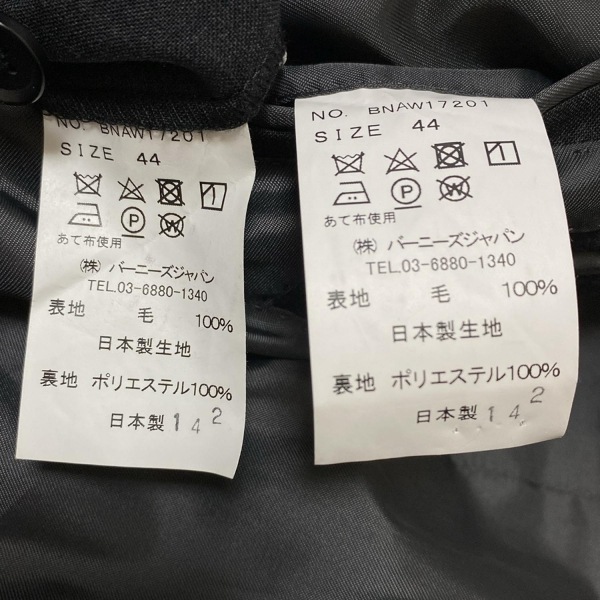 NO. BNAW17201
SIZE 44
P
W
あて布使用
(株) バーニーズジャパン
TEL.03-6880-1340
表地 毛 100%
日本製生地
裏地 ポリエステル100%
日本製 14 2
NO. BNAW17201
SIZE 44
P
W
あて布使用
(株) バーニーズジャパン
TEL.03-6880-1340
表地 毛 100%
日本製生地
裏地 ポリエステル100%
日本製 14 2